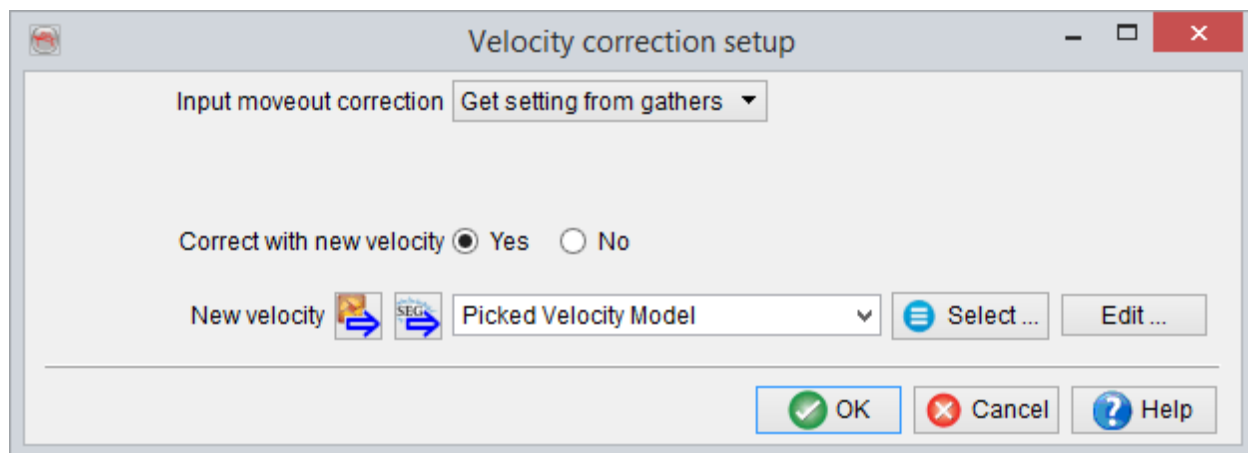 Velocity correction setup
Input moveout correction Get setting from gathers
Correct with new velocity Yes No
New velocity SEG Picked Velocity Model Select ... Edit ...
OK Cancel Help